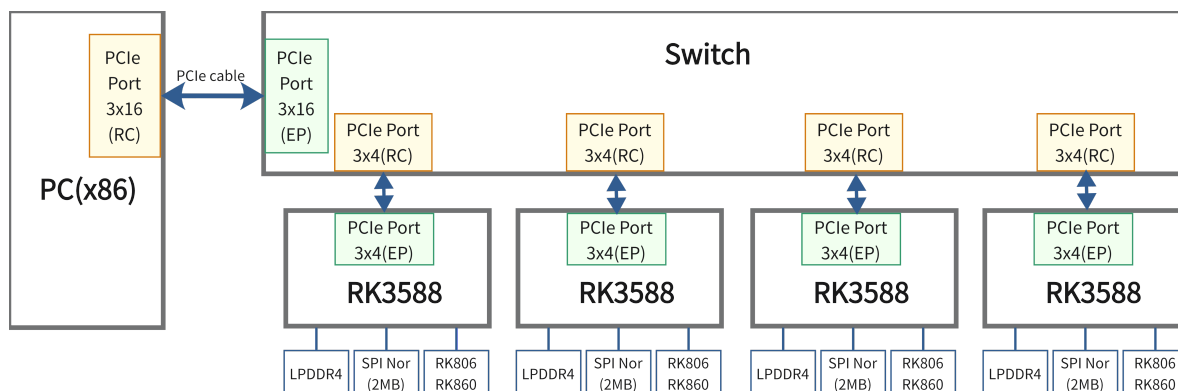 PCIe
Port
3x16
(RC)
PC(x86)
PCIe cable
PCIe
Port
3x16
(EP)
Switch
PCIe Port
3x4(RC)
PCIe Port
3x4(RC)
PCIe Port
3x4(RC)
PCIe Port
3x4(RC)
PCIe Port
3x4(EP)
RK3588
PCIe Port
3x4(EP)
RK3588
PCIe Port
3x4(EP)
RK3588
PCIe Port
3x4(EP)
RK3588
LPDDR4
SPI Nor
(2MB)
RK806
RK860
LPDDR4
SPI Nor
(2MB)
RK806
RK860
LPDDR4
SPI Nor
(2MB)
RK806
RK860
LPDDR4
SPI Nor
(2MB)
RK806
RK860